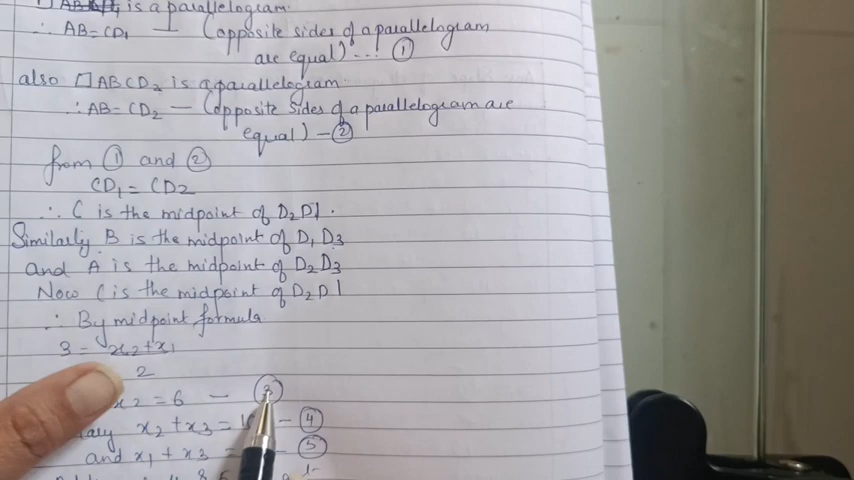 is a parallelogram.
∴ AB = CD1 — (opposite sides of a parallelogram
are equal) ... ①
also □ ABCD2 is a parallelogram.
∴ AB = CD2 — (opposite sides of a parallelogram are
equal) — ②
from ① and ②
CD1 = CD2
∴ C is the midpoint of D2D1.
Similarly B is the midpoint of D1D3
and A is the midpoint of D2D3
Now C is the midpoint of D2D1
∴ By midpoint formula
3 = x2+x1
2
x2 = 6 — ③
x2 + x3 = — ④
and x1 + x3 = — ⑤